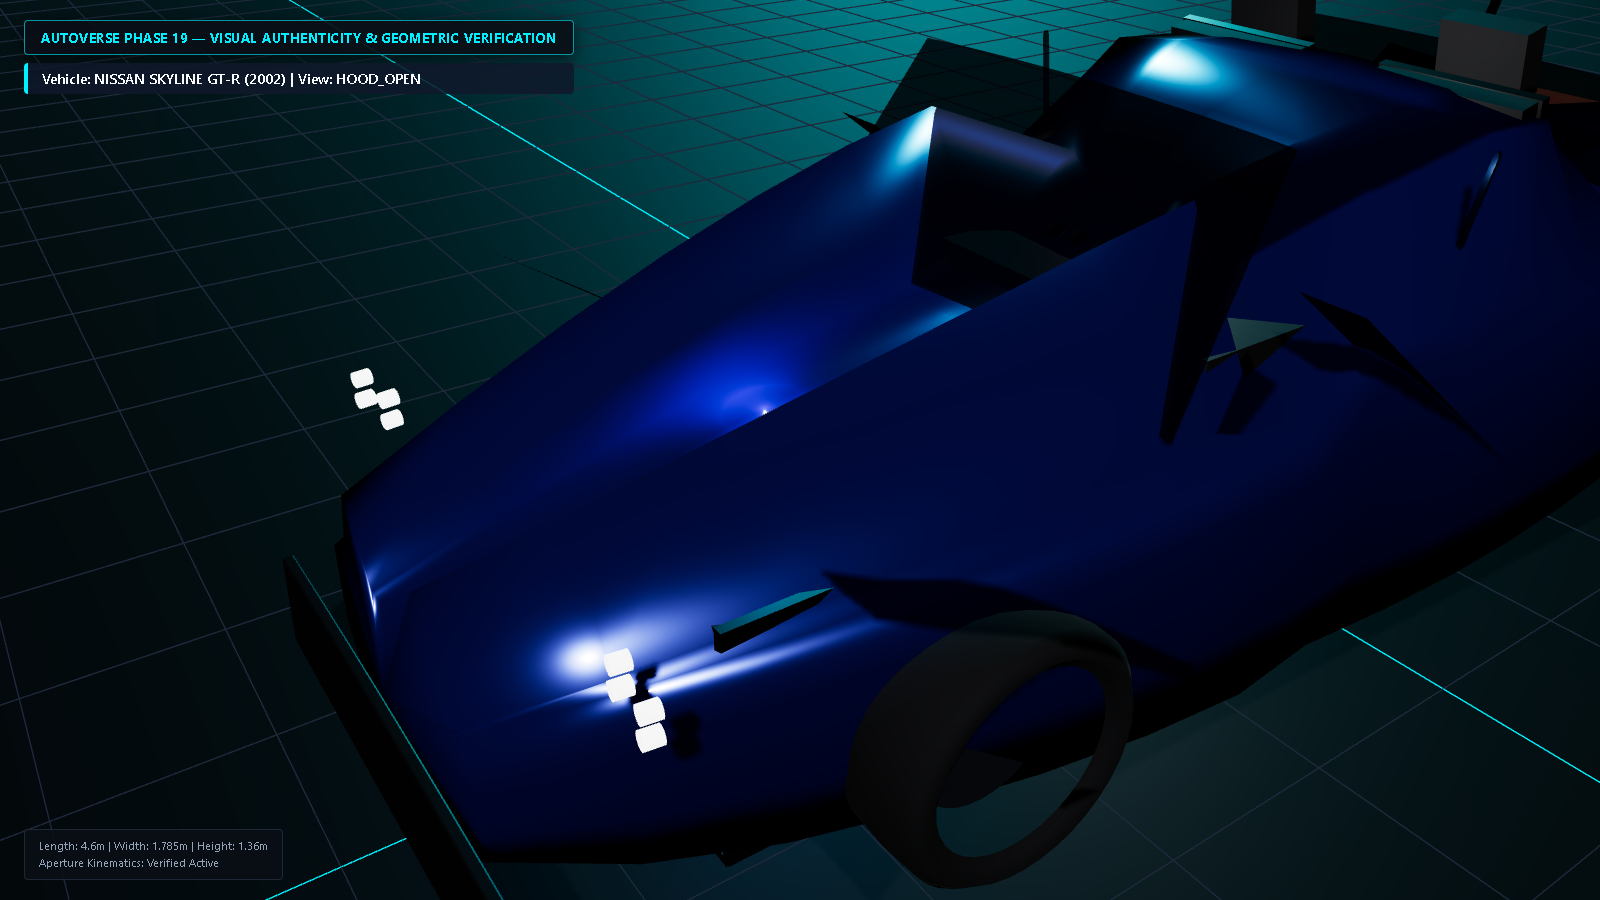 AUTOVERSE PHASE 19 — VISUAL AUTHENTICITY & GEOMETRIC VERIFICATION
Vehicle: NISSAN SKYLINE GT-R (2002) | View: HOOD_OPEN
Length: 4.6m | Width: 1.785m | Height: 1.36m
Aperture Kinematics: Verified Active